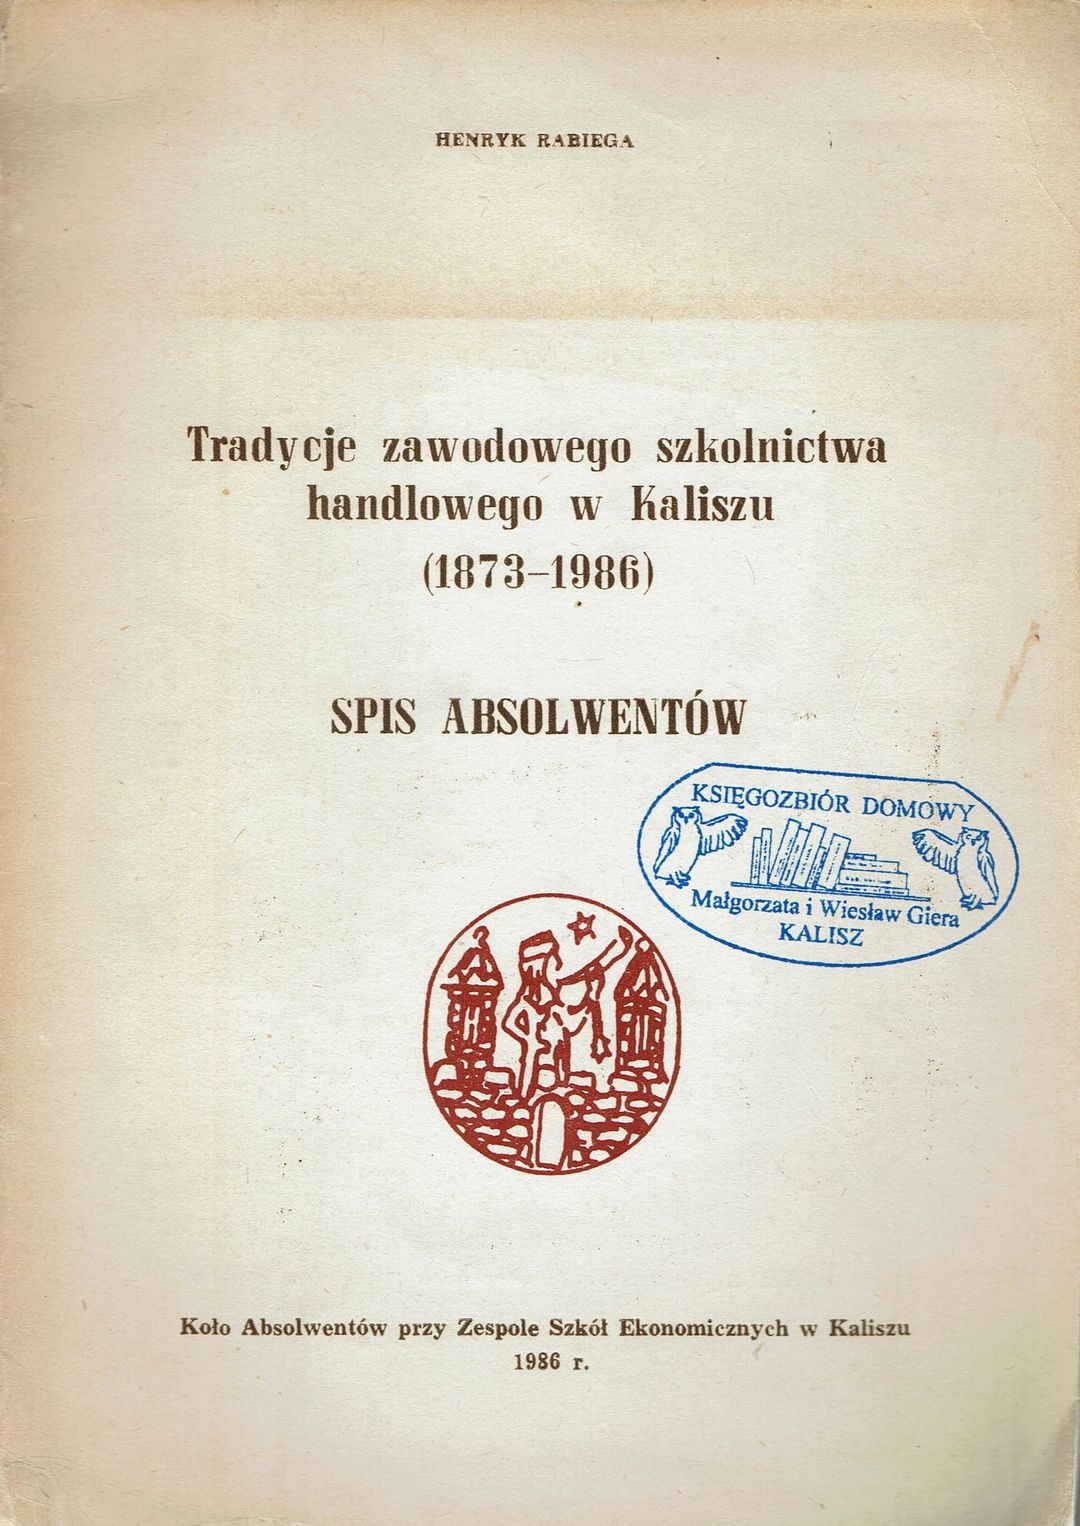 HENRYK RABIEGA
Tradycje zawodowego szkolnictwa
handlowego w Kaliszu
(1873-1986)
SPIS ABSOLWENTÓW
KSIĘGOZBIÓR DOMOWY
Małgorzata i Wiesław Giera
KALISZ
Koło Absolwentów przy Zespole Szkół Ekonomicznych w Kaliszu
1986 r.